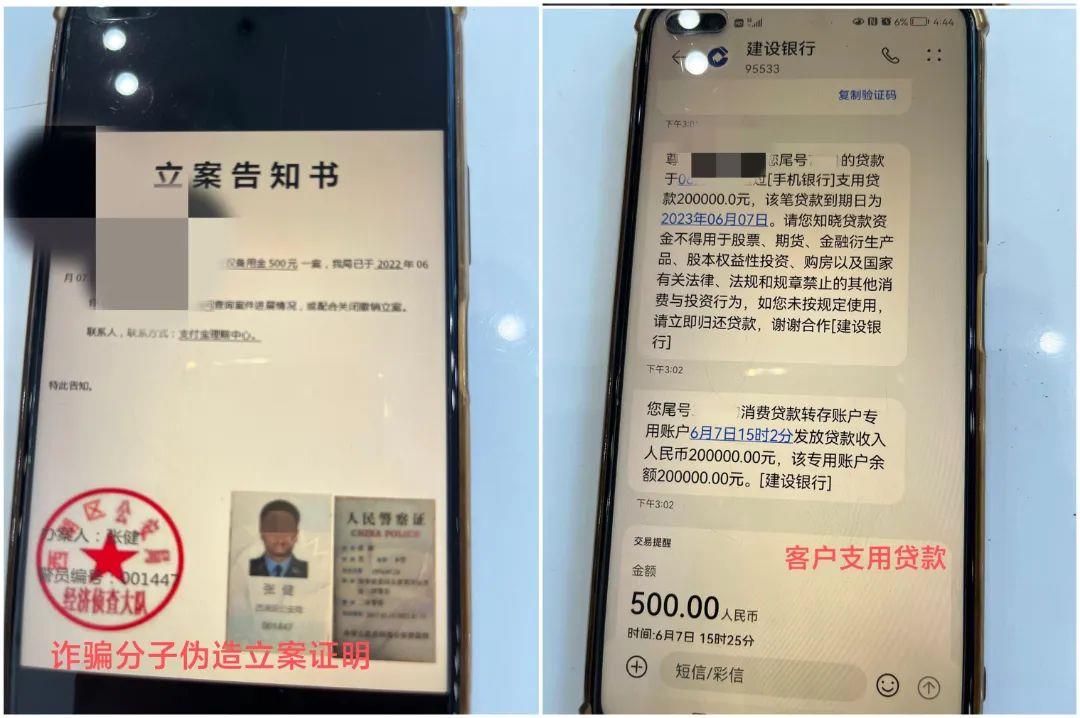 立案告知书
备用金500元一案，我局已于2022年06
月07
查询案件进展情况，或配合关闭撤销立案。
联系人，联系方式：支付宝理赔中心。
特此告知。
区公安局
办案人：张健
警员编号：001447
经济侦查大队
张健
001447
人民警察证
CHINA POLICE
诈骗分子伪造立案证明
6% 4:44
建设银行
95533
复制验证码
下午3:01
尊 您尾号 的贷款
于 过[手机银行]支用贷
款200000.0元，该笔贷款到期日为
2023年06月07日。请您知晓贷款资
金不得用于股票、期货、金融衍生产
品、股本权益性投资、购房以及国家
有关法律、法规和规章禁止的其他消
费与投资行为，如您未按规定使用，
请立即归还贷款，谢谢合作[建设银
行]
下午3:02
您尾号 消费贷款转存账户专
用账户6月7日15时2分发放贷款收入
人民币200000.00元，该专用账户余
额200000.00元。[建设银行]
下午3:02
交易提醒
客户支用贷款
金额
500.00人民币
时间:6月7日 15时25分
短信/彩信